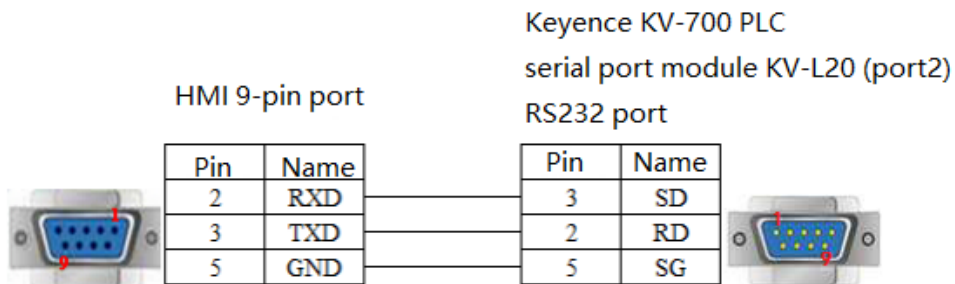 Keyence KV-700 PLC
serial port module KV-L20 (port2)
HMI 9-pin port
RS232 port
Pin Name Pin Name
2 RXD 3 SD
3 TXD 2 RD
5 GND 5 SG
1
9
1
9